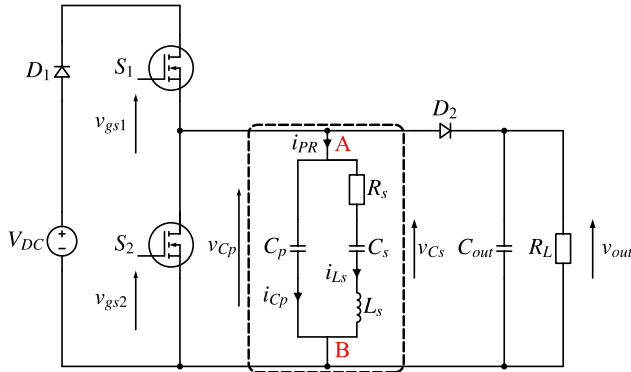 D1
S1
vgs1
VDC
S2
vgs2
iPR
A
Rs
vCp
Cp
Cs
iCp
iLs
Ls
B
vCs
D2
Cout
RL
vout